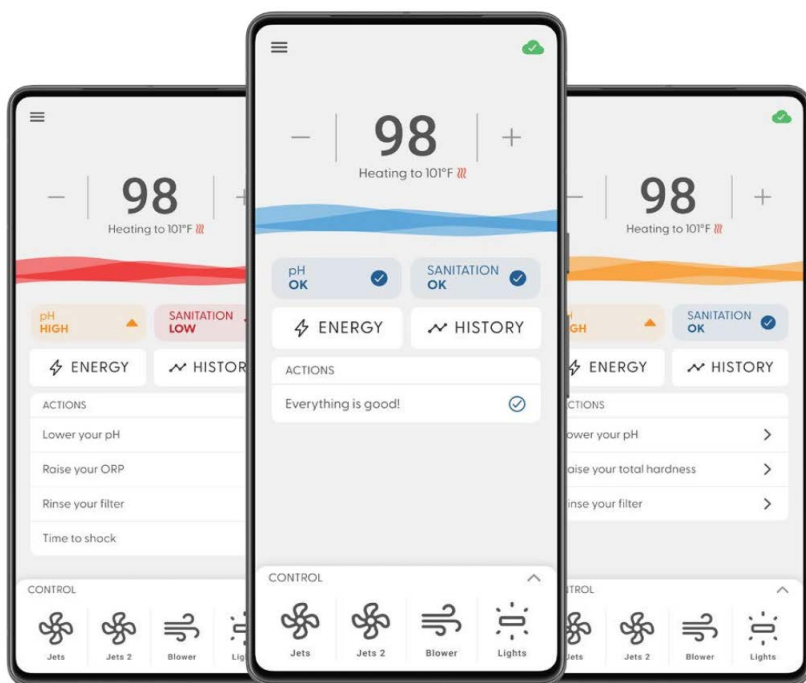 98
Heating to 101°F
pH
HIGH
SANITATION
LOW
ENERGY
HISTOR
ACTIONS
Lower your pH
Raise your ORP
Rinse your filter
Time to shock
CONTROL
Jets
Jets 2
Blower
Lig
98
Heating to 101°F
pH
OK
SANITATION
OK
ENERGY
HISTORY
ACTIONS
Everything is good!
CONTROL
Jets
Jets 2
Blower
Lights
98
Heating to 101°F
GH
SANITATION
OK
ENERGY
HISTORY
CTIONS
ower your pH
aise your total hardness
inse your filter
TROL
Jets
Jets 2
Blower
Lights